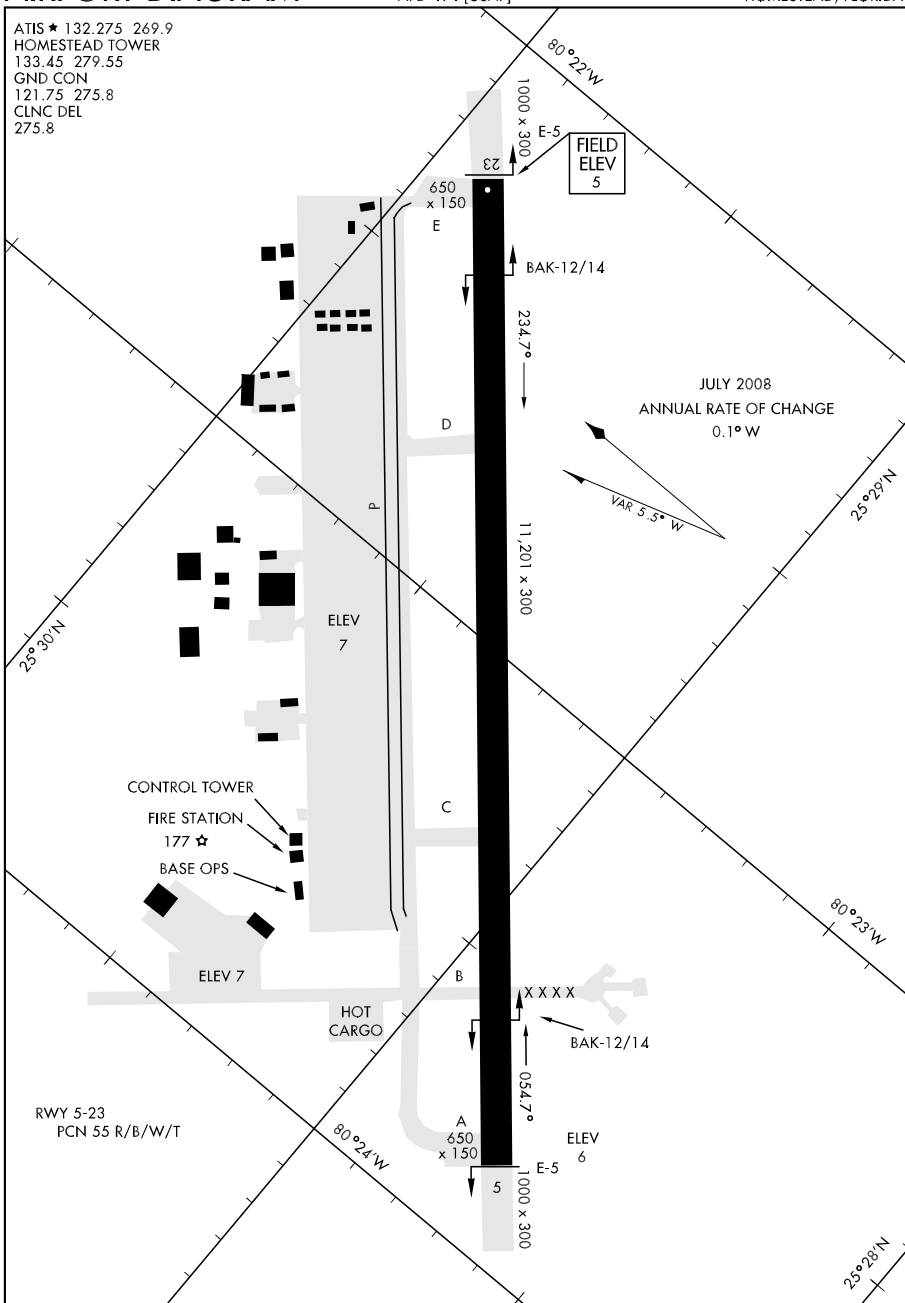 ATIS ★ 132.275 269.9
HOMESTEAD TOWER
133.45 279.55
GND CON
121.75 275.8
CLNC DEL
275.8
80°22'W
1000 x 300
E-5
FIELD
ELEV
5
23
650
x 150
E
BAK-12/14
234.7°
JULY 2008
ANNUAL RATE OF CHANGE
0.1° W
VAR 5.5° W
25°29'N
D
P
11,201 x 300
25°30'N
ELEV
7
CONTROL TOWER
FIRE STATION
177
BASE OPS
C
80°23'W
ELEV 7
B
X X X X
HOT
CARGO
BAK-12/14
054.7°
RWY 5-23
PCN 55 R/B/W/T
80°24'W
A
650
x 150
ELEV
6
E-5
5
1000 x 300
25°28'N